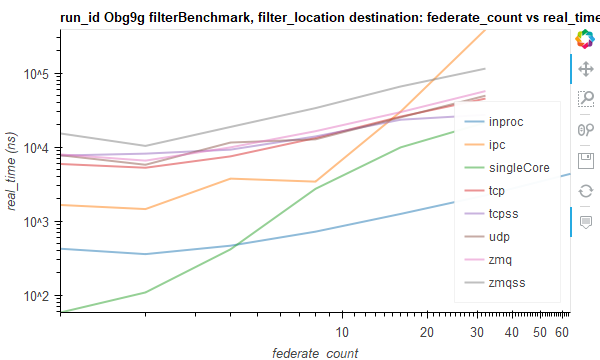 run_id Obg9g filterBenchmark, filter_location destination: federate_count vs real_time
real_time (ns)
10^5
10^4
10^3
10^2
inproc
ipc
singleCore
tcp
tcpss
udp
zmq
zmqss
10 20 30 40 50 60
federate_count